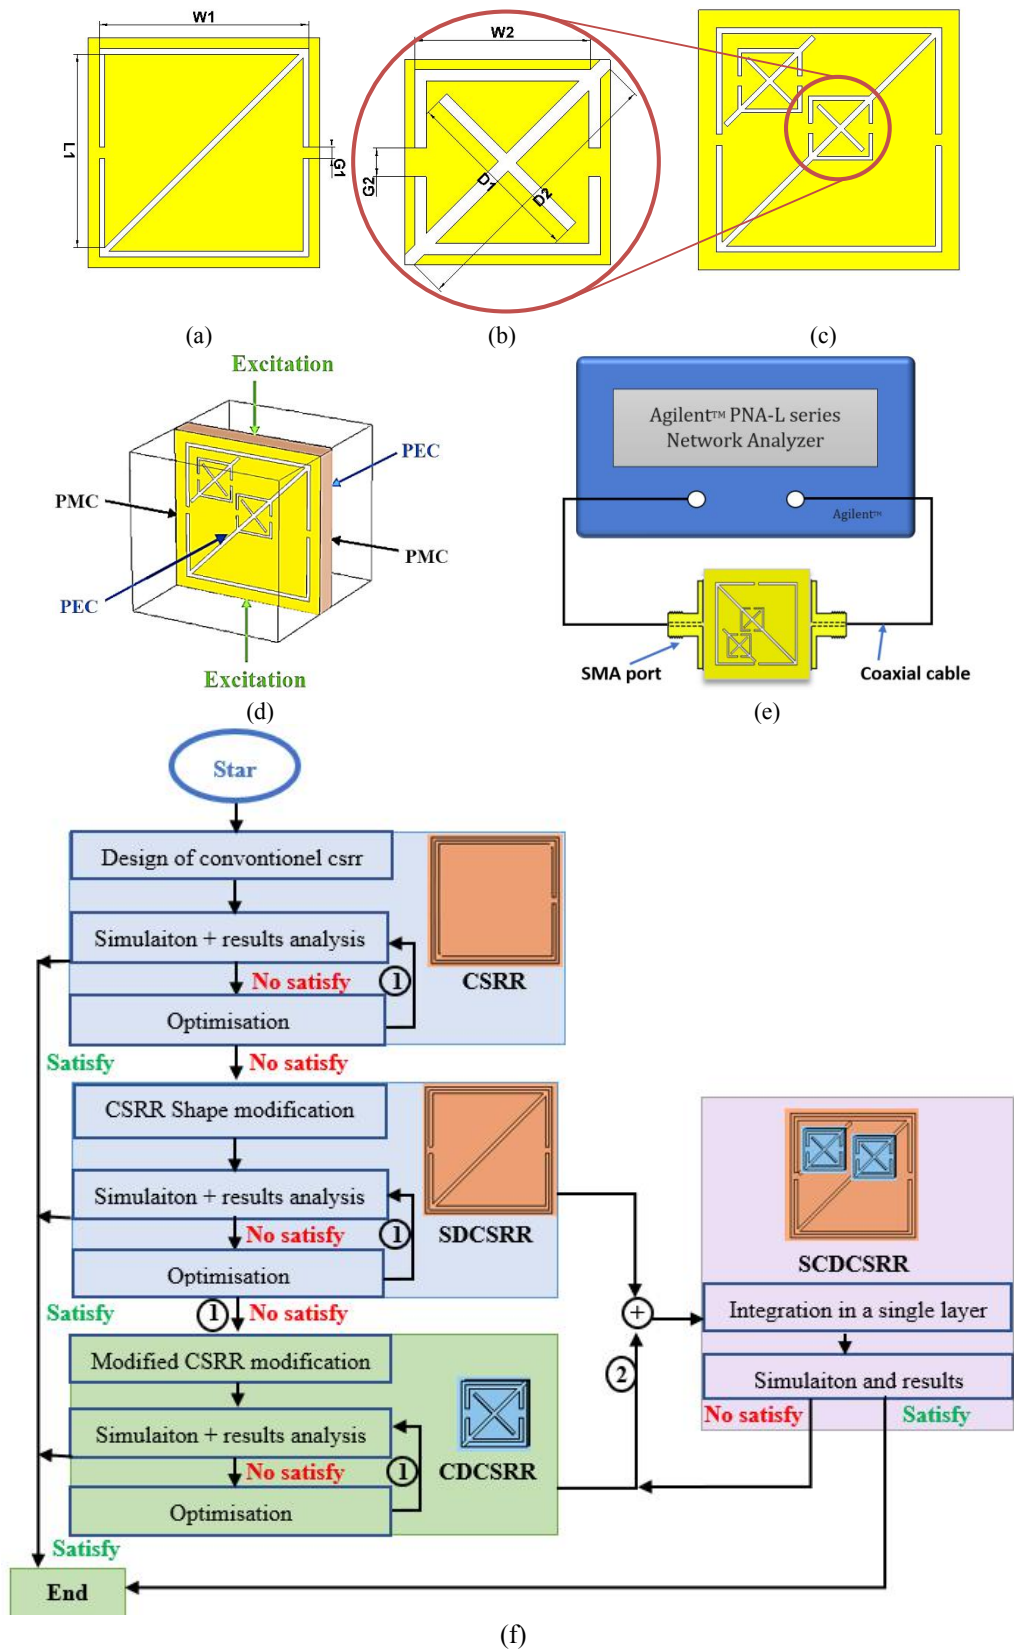 W1
L1
G1
W2
G2
D1
D2
(a)
(b)
(c)
Excitation
PEC
PMC
PMC
PEC
Excitation
(d)
Agilent™ PNA-L series
Network Analyzer
Agilent™
SMA port
Coaxial cable
(e)
Star
Design of conventionel csrr
Simulaiton + results analysis
No satisfy
1
Optimisation
CSRR
Satisfy
No satisfy
CSRR Shape modification
Simulaiton + results analysis
No satisfy
1
Optimisation
SDCSRR
Satisfy
1
No satisfy
Modified CSRR modification
Simulaiton + results analysis
No satisfy
1
Optimisation
CDCSRR
Satisfy
End
+
2
SCDCSRR
Integration in a single layer
Simulaiton and results
No satisfy
Satisfy
(f)